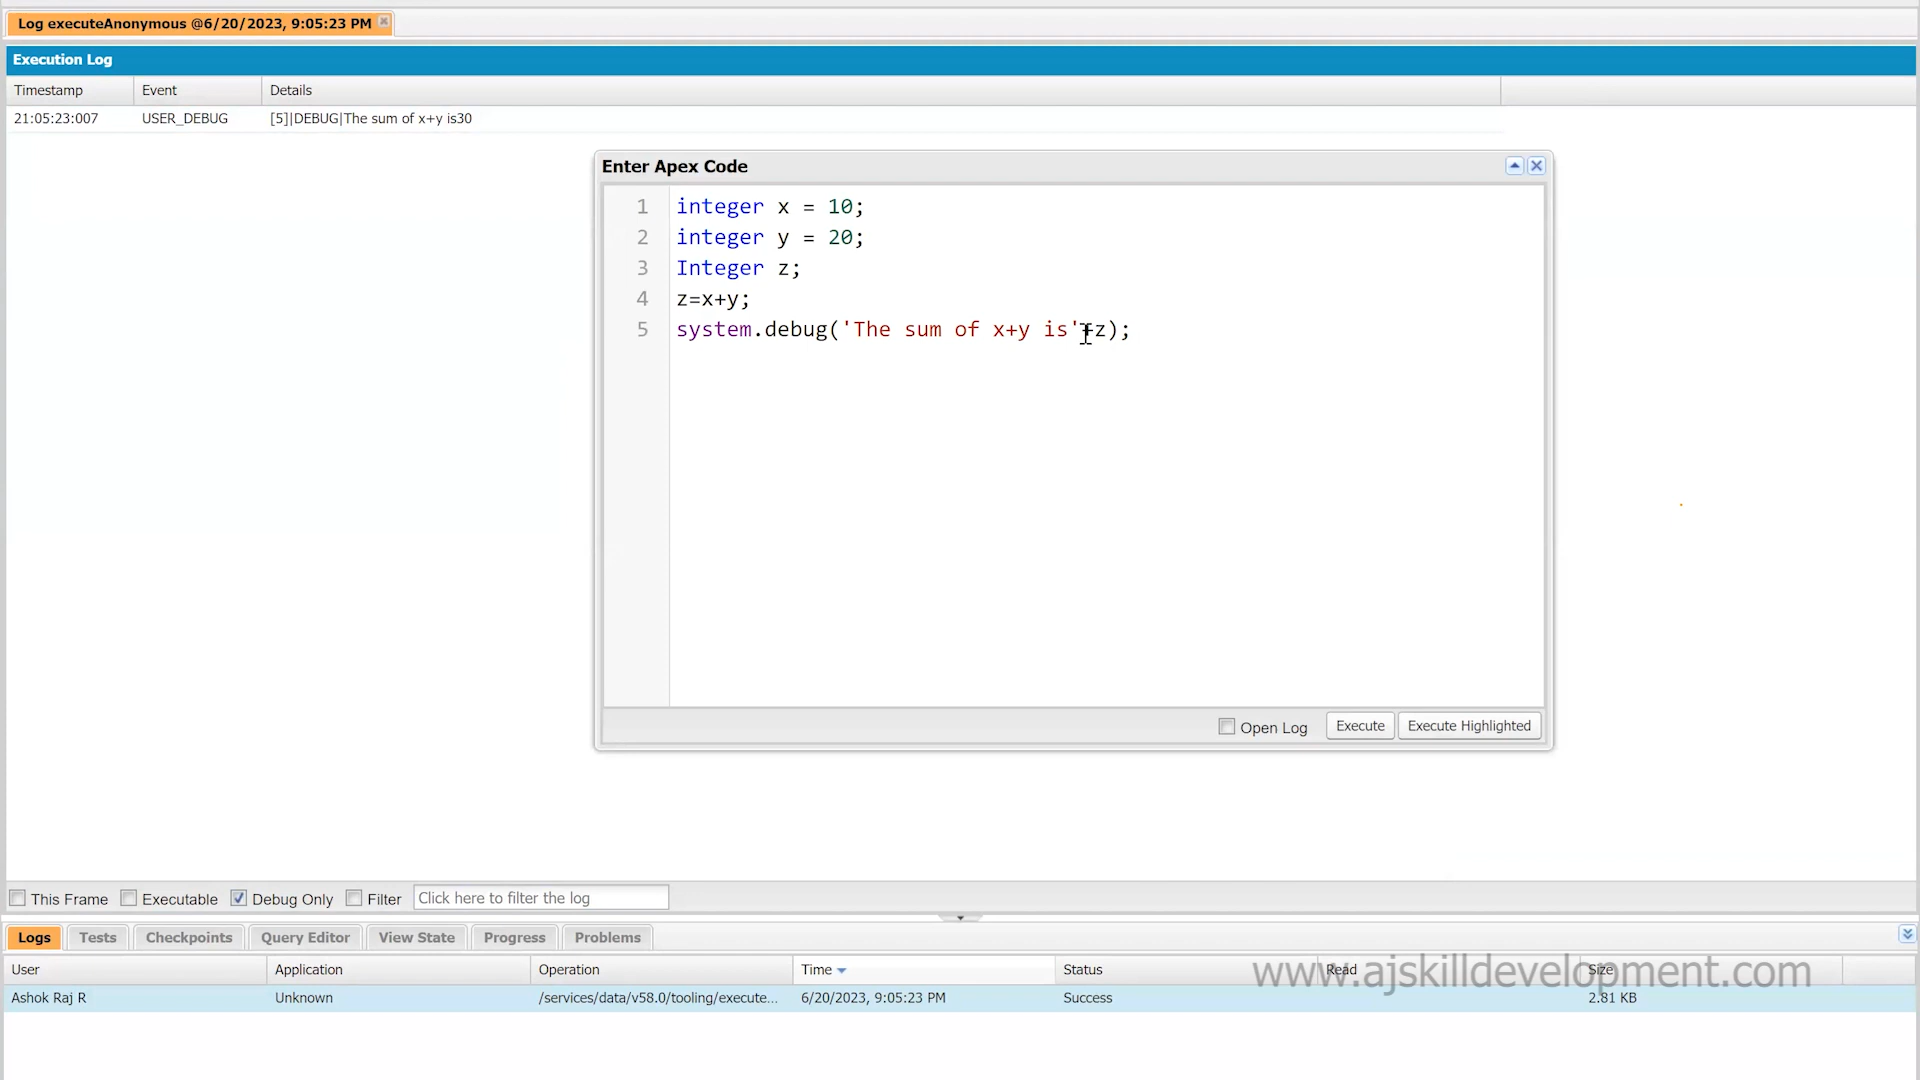 Log executeAnonymous @6/20/2023, 9:05:23 PM
Execution Log
Timestamp Event Details
21:05:23:007 USER_DEBUG [5]|DEBUG|The sum of x+y is30
Enter Apex Code
1 integer x = 10;
2 integer y = 20;
3 Integer z;
4 z=x+y;
5 system.debug('The sum of x+y is'+z);
Open Log Execute Execute Highlighted
This Frame Executable Debug Only Filter Click here to filter the log
Logs Tests Checkpoints Query Editor View State Progress Problems
User Application Operation Time Status Read Size
www.ajskilldevelopment.com
Ashok Raj R Unknown /services/data/v58.0/tooling/execute... 6/20/2023, 9:05:23 PM Success 2.81 KB